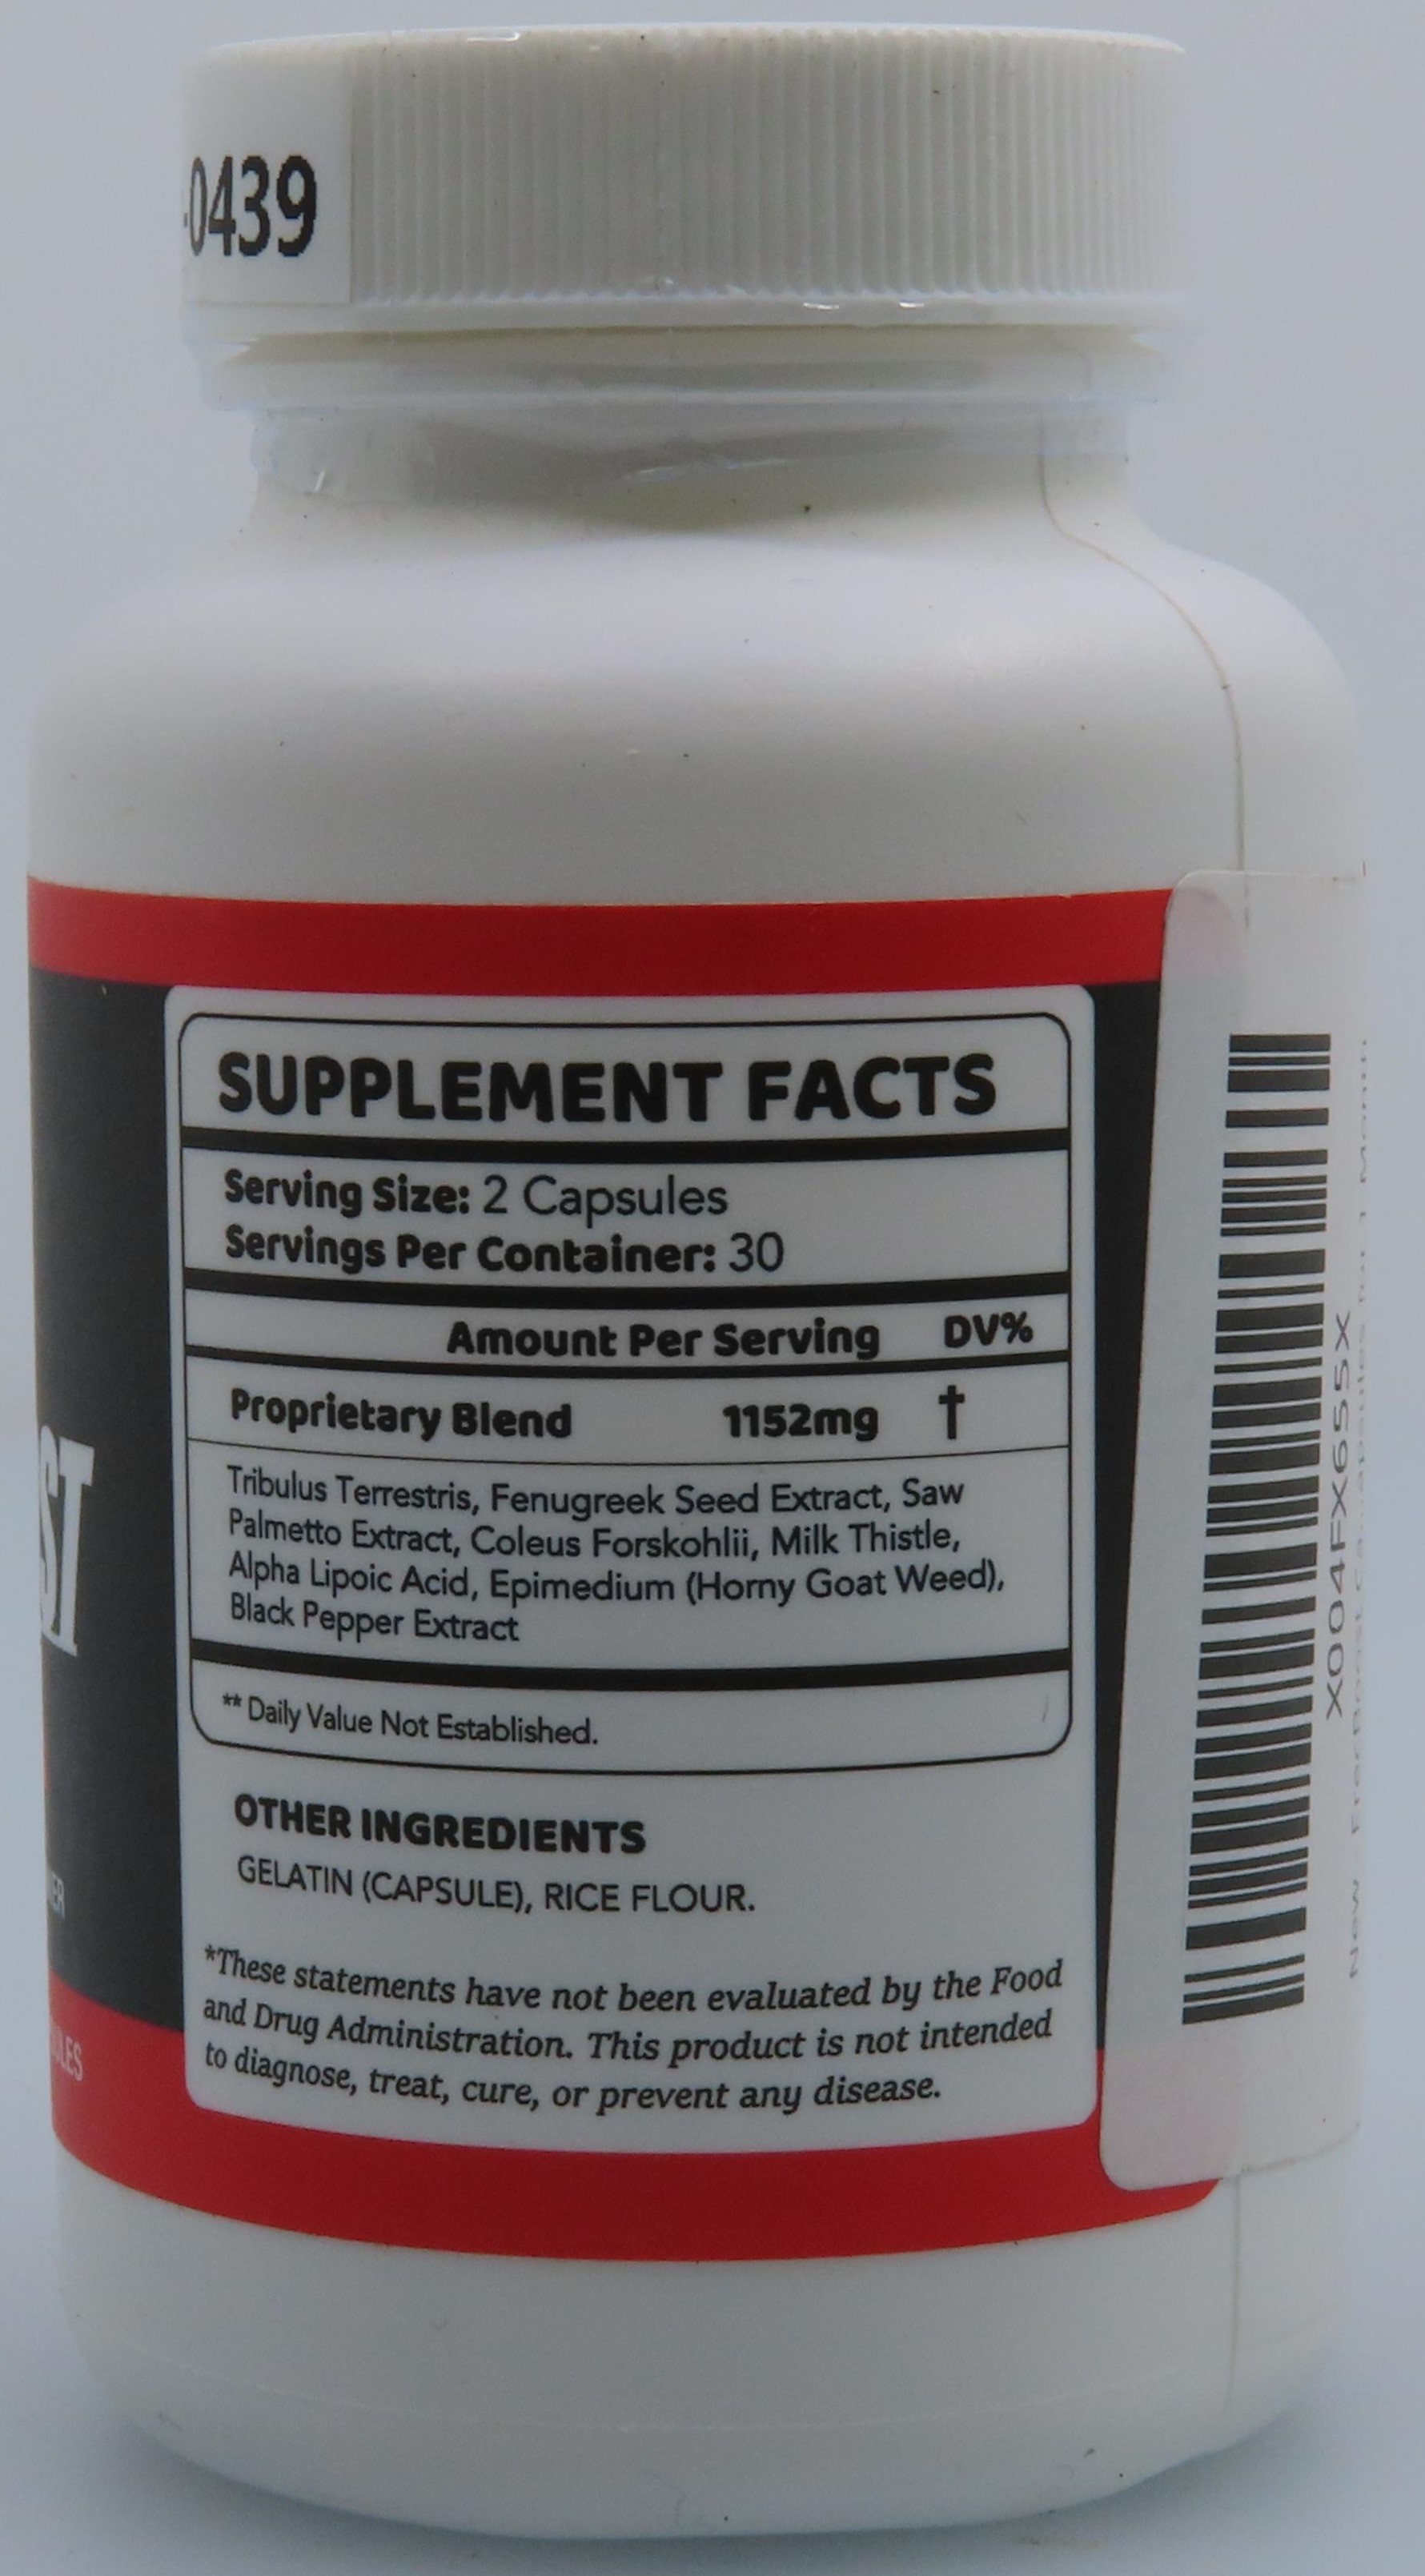 -0439
SUPPLEMENT FACTS
Serving Size: 2 Capsules
Servings Per Container: 30
Amount Per Serving DV%
Proprietary Blend 1152mg †
Tribulus Terrestris, Fenugreek Seed Extract, Saw
Palmetto Extract, Coleus Forskohlii, Milk Thistle,
Alpha Lipoic Acid, Epimedium (Horny Goat Weed),
Black Pepper Extract
** Daily Value Not Established.
OTHER INGREDIENTS
GELATIN (CAPSULE), RICE FLOUR.
*These statements have not been evaluated by the Food
and Drug Administration. This product is not intended
to diagnose, treat, cure, or prevent any disease.
ST
X004FX655X
New